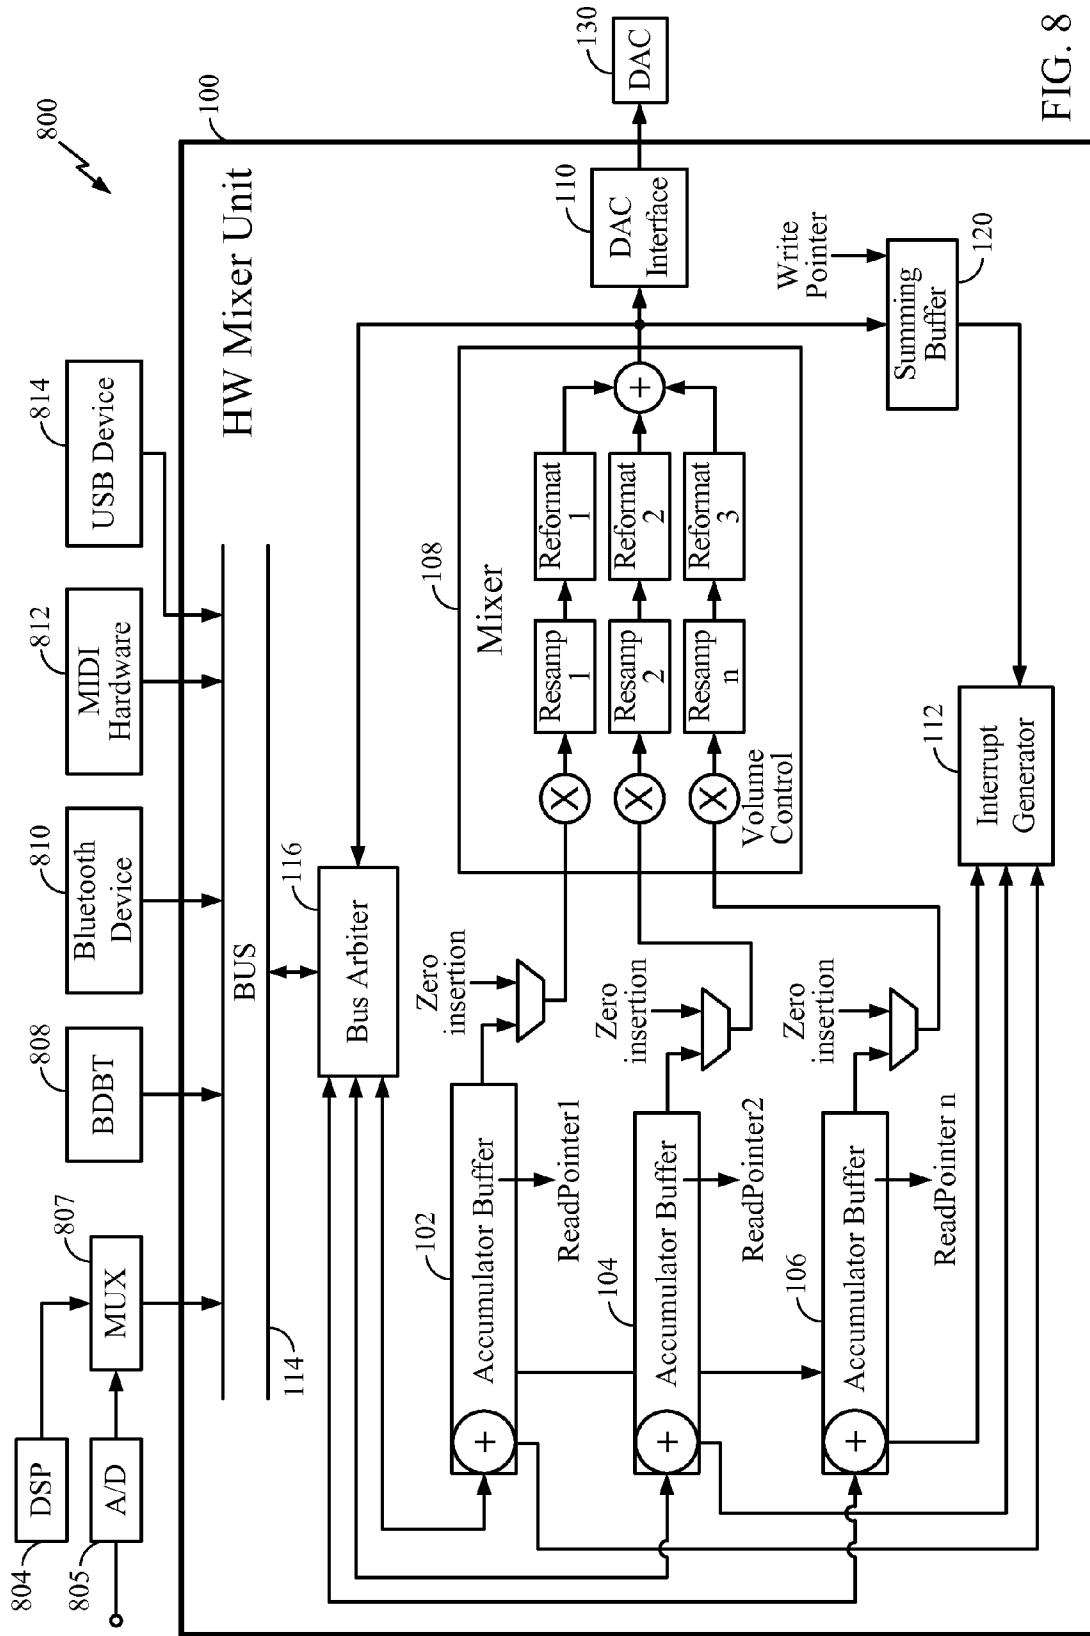 800
DSP
804
A/D
805
MUX
807
BDBT
808
Bluetooth
Device
810
MIDI
Hardware
812
USB Device
814
HW Mixer Unit
100
BUS
114
Bus Arbiter
116
Accumulator Buffer
102
ReadPointer1
Zero
insertion
Accumulator Buffer
104
ReadPointer2
Zero
insertion
Accumulator Buffer
106
ReadPointer n
Zero
insertion
+
+
+
Mixer
108
X
X
X
Volume
Control
Resamp
1
Reformat
1
Resamp
2
Reformat
2
Resamp
n
Reformat
3
+
DAC
Interface
110
DAC
130
Write
Pointer
Summing
Buffer
120
Interrupt
Generator
112
FIG. 8